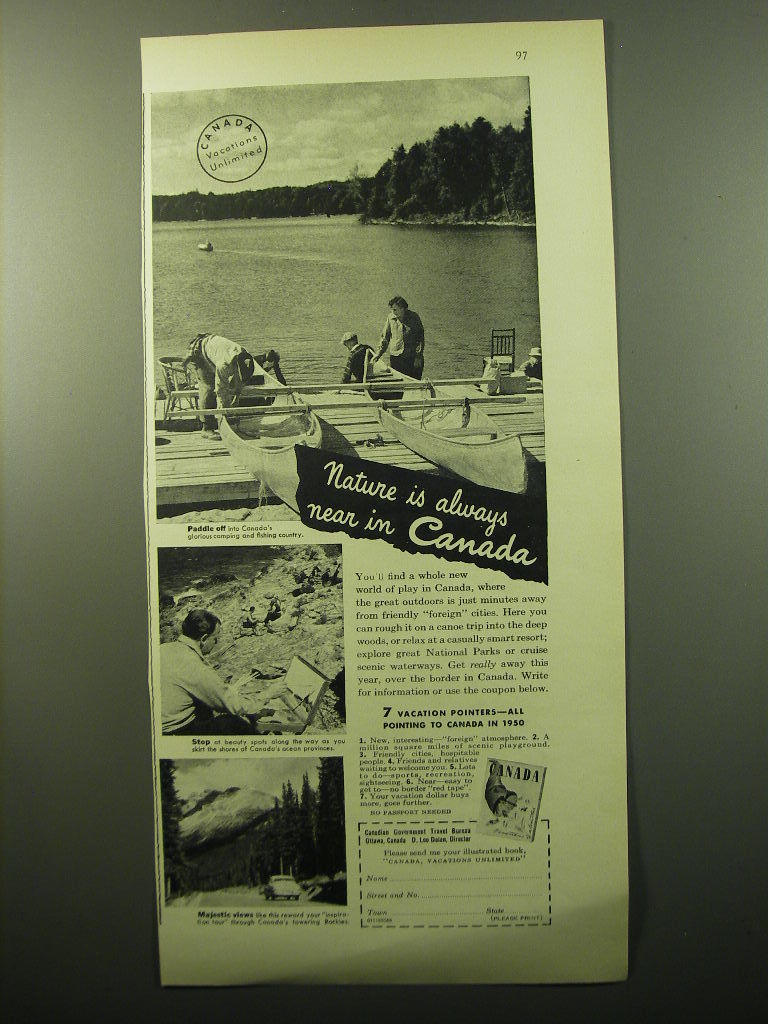 97
CANADA
Vacations
Unlimited
Nature is always
near in Canada
Paddle off into Canada's
glorious camping and fishing country.
You'll find a whole new
world of play in Canada, where
the great outdoors is just minutes away
from friendly "foreign" cities. Here you
can rough it on a canoe trip into the deep
woods, or relax at a casually smart resort;
explore great National Parks or cruise
scenic waterways. Get really away this
year, over the border in Canada. Write
for information or use the coupon below.
Stop at beauty spots along the way as you
skirt the shores of Canada's ocean provinces.
7 VACATION POINTERS—ALL
POINTING TO CANADA IN 1950
1. New, interesting—"foreign" atmosphere. 2. A
million square miles of scenic playground.
3. Friendly cities, hospitable
people. 4. Friends and relatives
waiting to welcome you. 5. Lots
to do—sports, recreation,
sightseeing. 6. Near—easy to
get to—no border "red tape".
7. Your vacation dollar buys
more, goes further.
NO PASSPORT NEEDED
CANADA
Majestic views like this reward your "inspira-
tion tour" through Canada's towering Rockies.
Canadian Government Travel Bureau
Ottawa, Canada D. Leo Dolan, Director
Please send me your illustrated book,
"CANADA, VACATIONS UNLIMITED"
Name
Street and No.
Town State
(PLEASE PRINT)